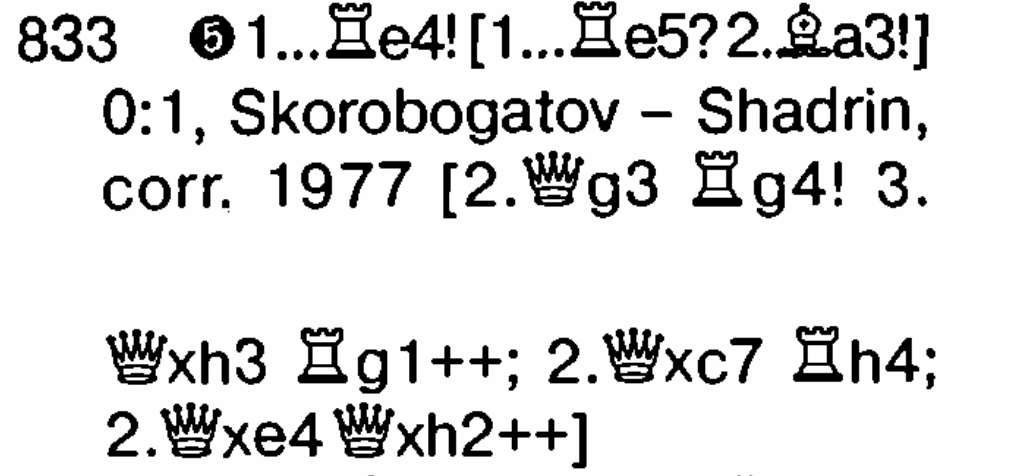 833 ❺1...♖e4! [1...♖e5? 2.♗a3!]
0:1, Skorobogatov – Shadrin,
corr. 1977 [2.♕g3 ♖g4! 3.
♕xh3 ♖g1++; 2.♕xc7 ♖h4;
2.♕xe4 ♕xh2++]